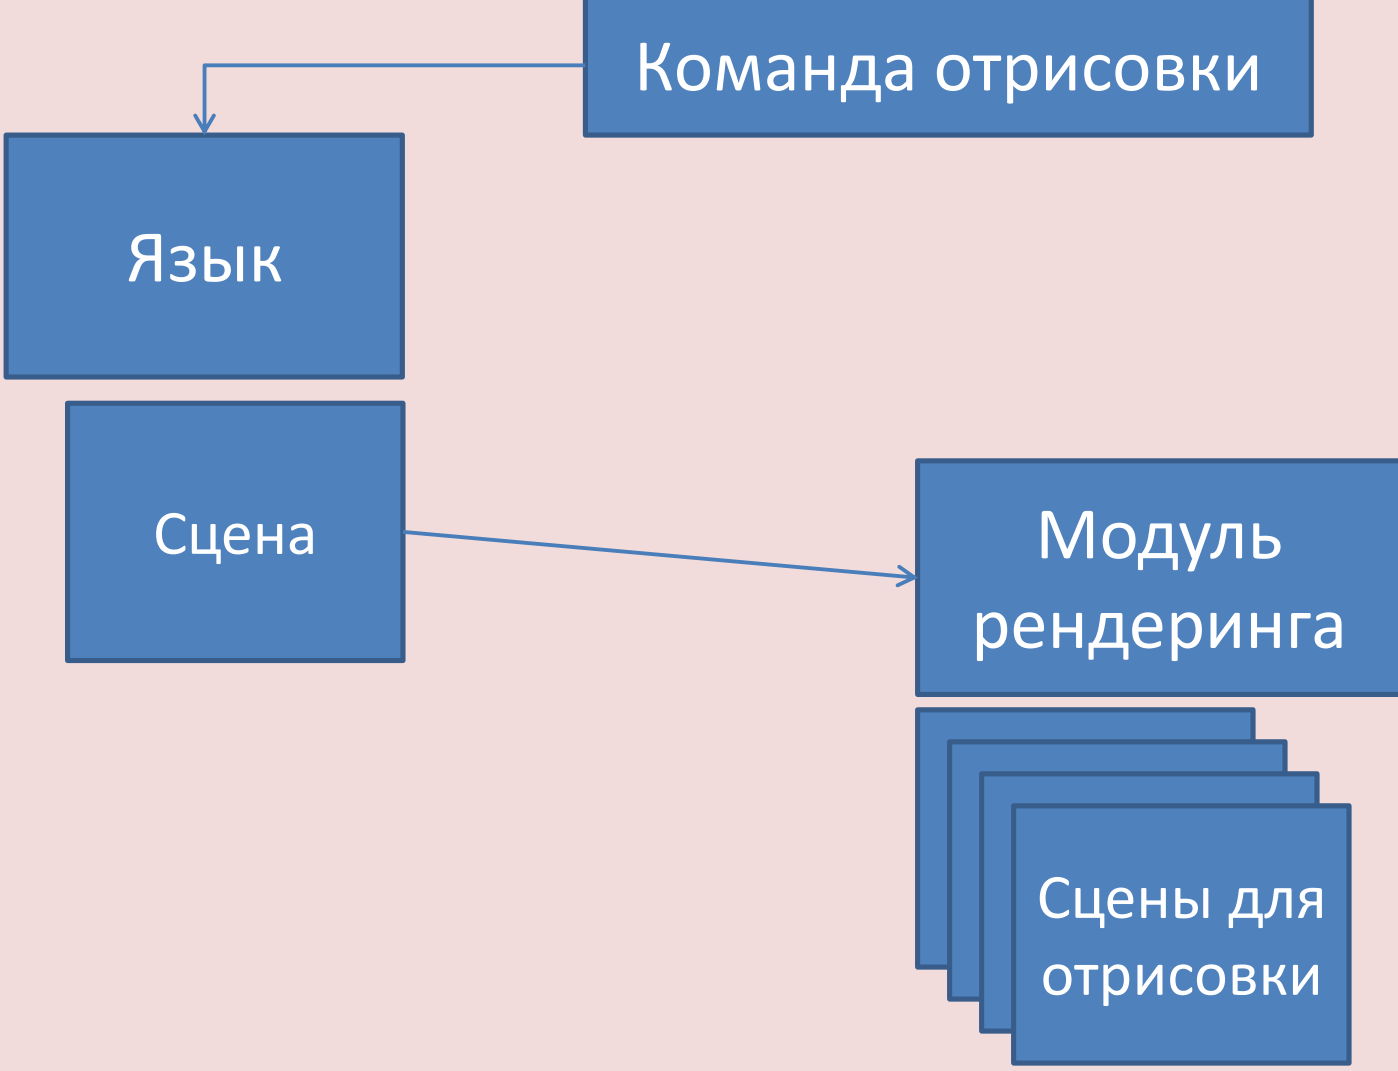 Команда отрисовки
Язык
Сцена
Модуль
рендеринга
Сцены для
отрисовки